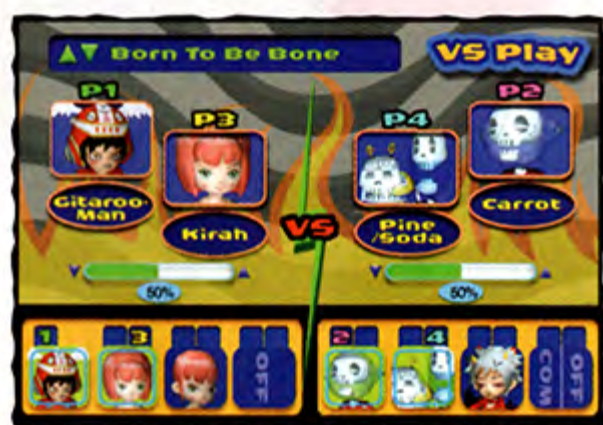 ▲▼ Born To Be Bone
VS Play
P1
P3
P4
P2
Gitaroo-
Man
Kirah
VS
Pine
/Soda
Carrot
50%
50%
1
3
OFF
2
4
COM
OFF